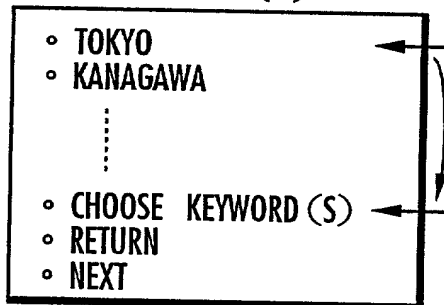 ∘ TOKYO
∘ KANAGAWA
∘ CHOOSE KEYWORD (S)
∘ RETURN
∘ NEXT